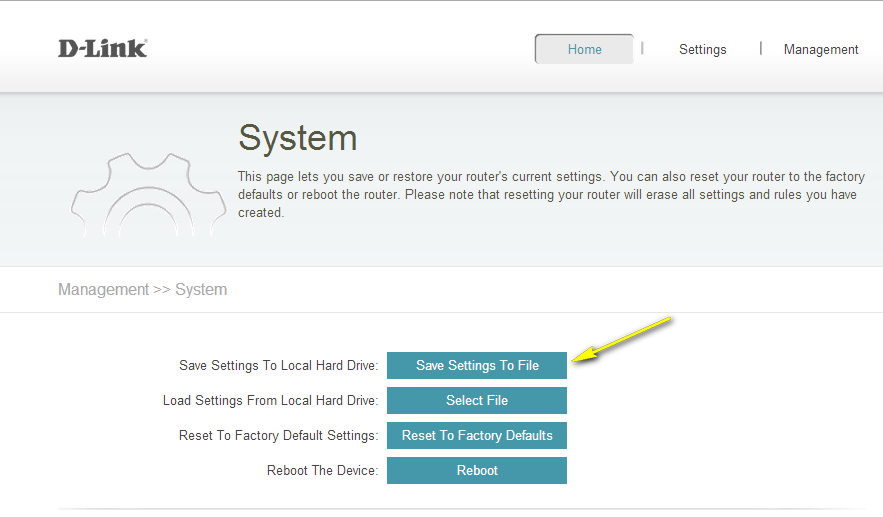 D-Link
Home | Settings | Management
System
This page lets you save or restore your router's current settings. You can also reset your router to the factory
defaults or reboot the router. Please note that resetting your router will erase all settings and rules you have
created.
Management >> System
Save Settings To Local Hard Drive: Save Settings To File
Load Settings From Local Hard Drive: Select File
Reset To Factory Default Settings: Reset To Factory Defaults
Reboot The Device: Reboot